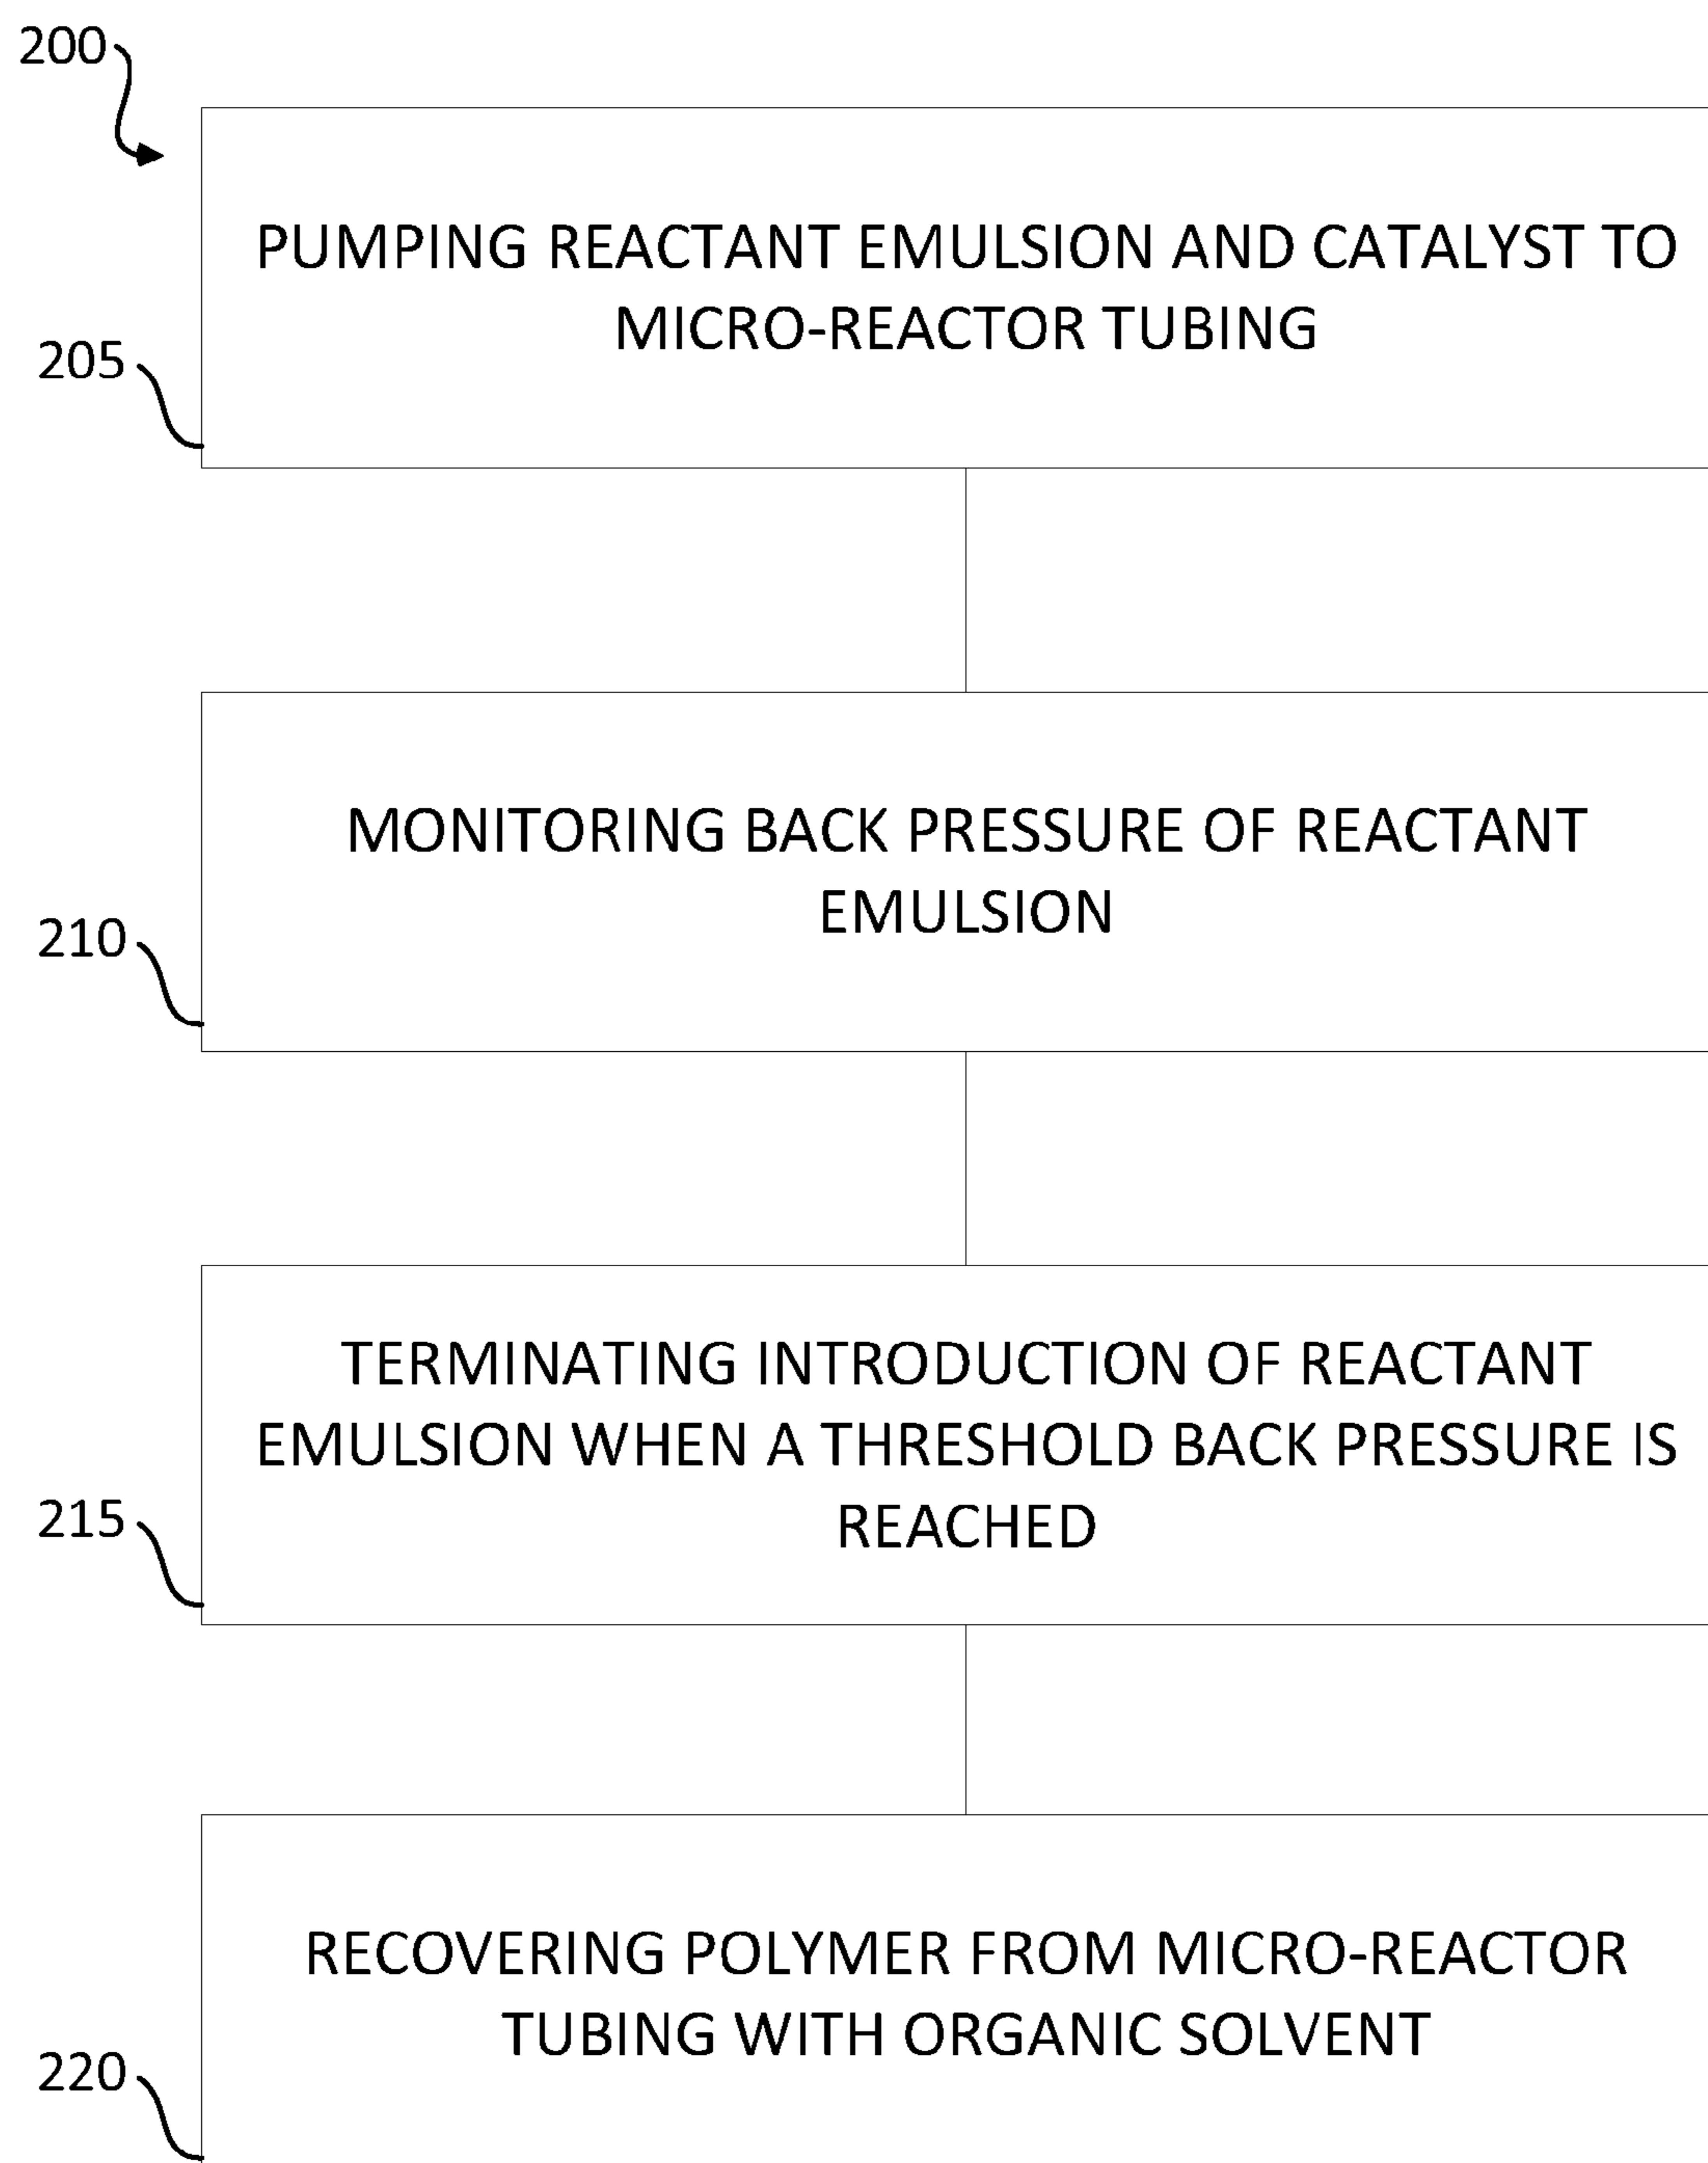 200
PUMPING REACTANT EMULSION AND CATALYST TO
MICRO-REACTOR TUBING
205
MONITORING BACK PRESSURE OF REACTANT
EMULSION
210
TERMINATING INTRODUCTION OF REACTANT
EMULSION WHEN A THRESHOLD BACK PRESSURE IS
REACHED
215
RECOVERING POLYMER FROM MICRO-REACTOR
TUBING WITH ORGANIC SOLVENT
220